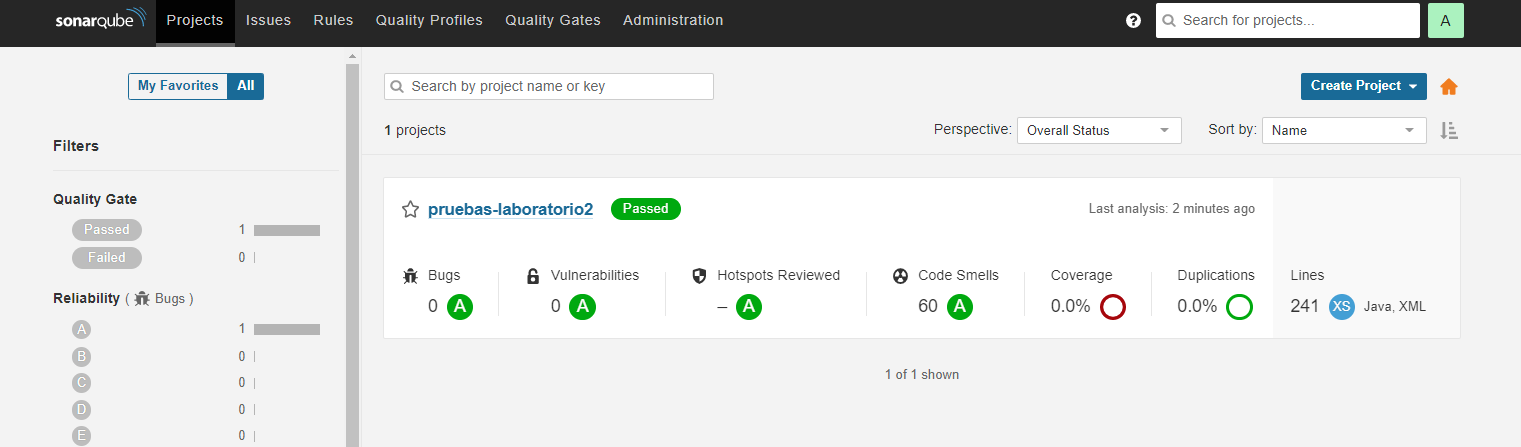 sonarqube Projects Issues Rules Quality Profiles Quality Gates Administration ? Search for projects... A
My Favorites All
Search by project name or key
Create Project
1 projects
Perspective: Overall Status
Sort by: Name
Filters
Quality Gate
Passed 1
Failed 0
Reliability ( Bugs )
A 1
B 0
C 0
D 0
E 0
pruebas-laboratorio2 Passed
Last analysis: 2 minutes ago
Bugs Vulnerabilities Hotspots Reviewed Code Smells Coverage Duplications Lines
0 A 0 A – A 60 A 0.0% 0.0% 241 XS Java, XML
1 of 1 shown